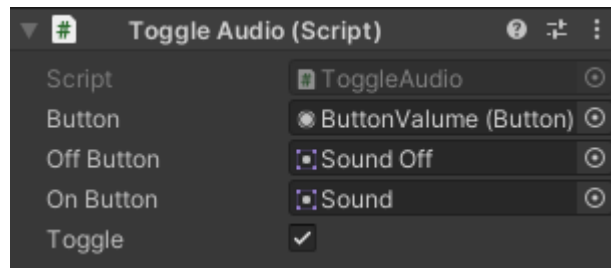 Toggle Audio (Script)
Script # ToggleAudio
Button ButtonValume (Button)
Off Button Sound Off
On Button Sound
Toggle